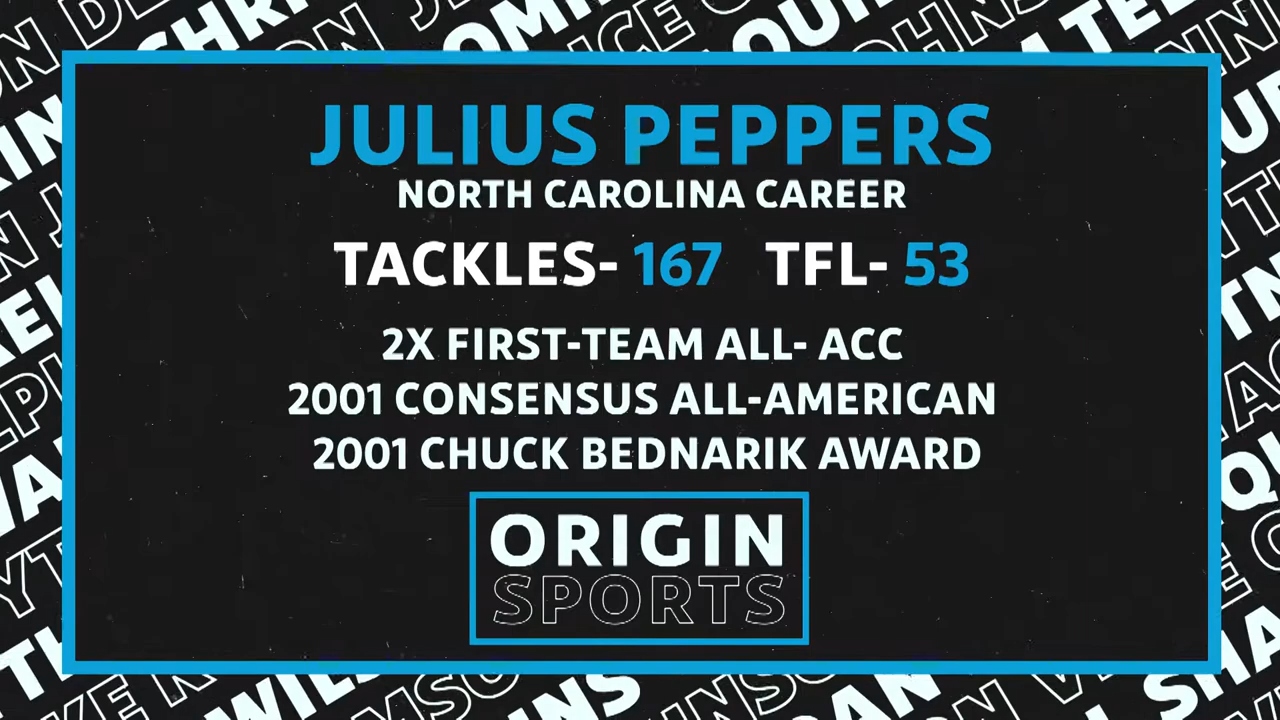 JULIUS PEPPERS
NORTH CAROLINA CAREER
TACKLES- 167 TFL- 53
2X FIRST-TEAM ALL- ACC
2001 CONSENSUS ALL-AMERICAN
2001 CHUCK BEDNARIK AWARD
ORIGIN
SPORTS